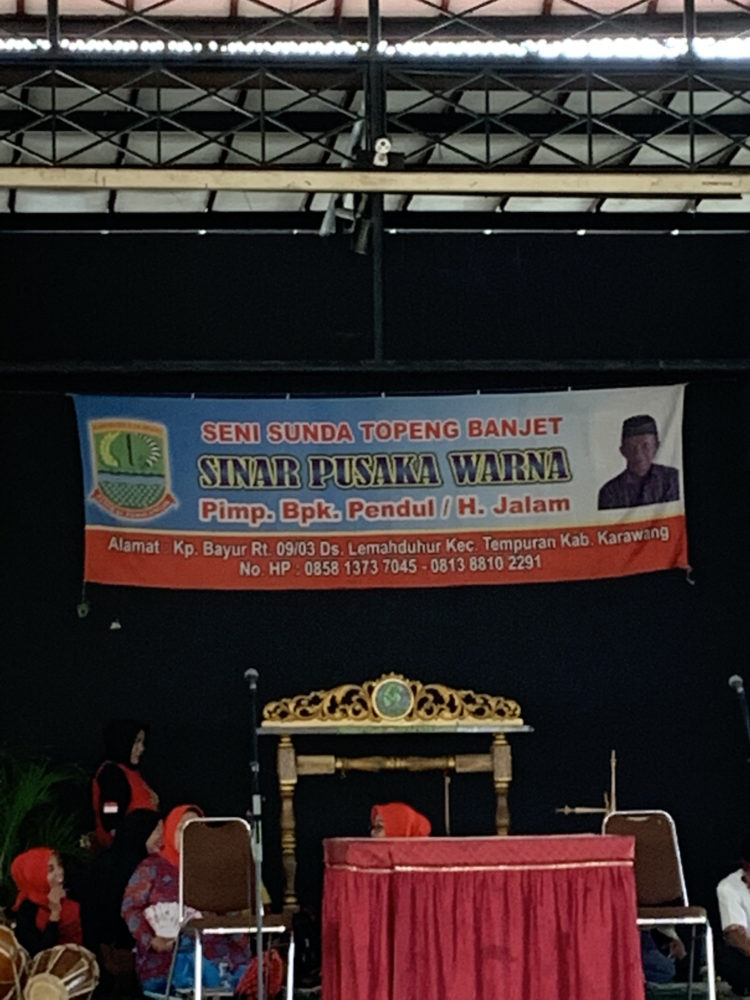 SENI SUNDA TOPENG BANJET
SINAR PUSAKA WARNA
Pimp. Bpk. Pendul / H. Jalam
Alamat : Kp. Bayur Rt. 09/03 Ds. Lemahduhur Kec. Tempuran Kab. Karawang
No. HP : 0858 1373 7045 - 0813 8810 2291